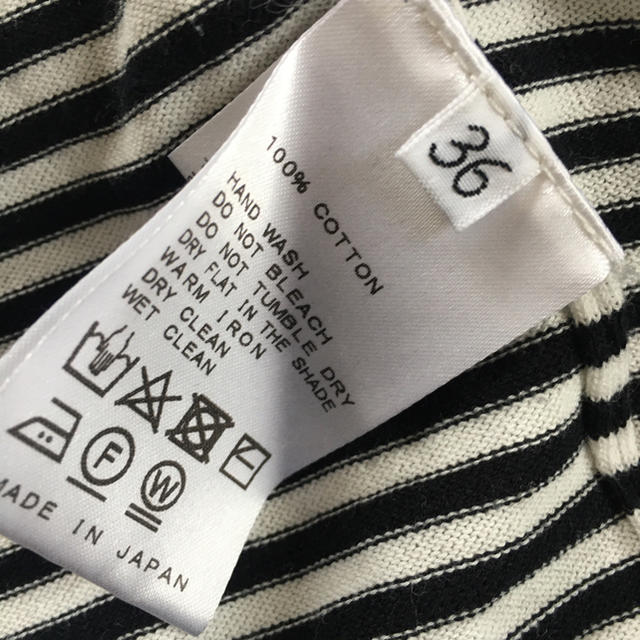 36
100% COTTON
HAND WASH
DO NOT BLEACH
DO NOT TUMBLE DRY
DRY FLAT IN THE SHADE
WARM IRON
DRY CLEAN
WET CLEAN
F
W
MADE IN JAPAN